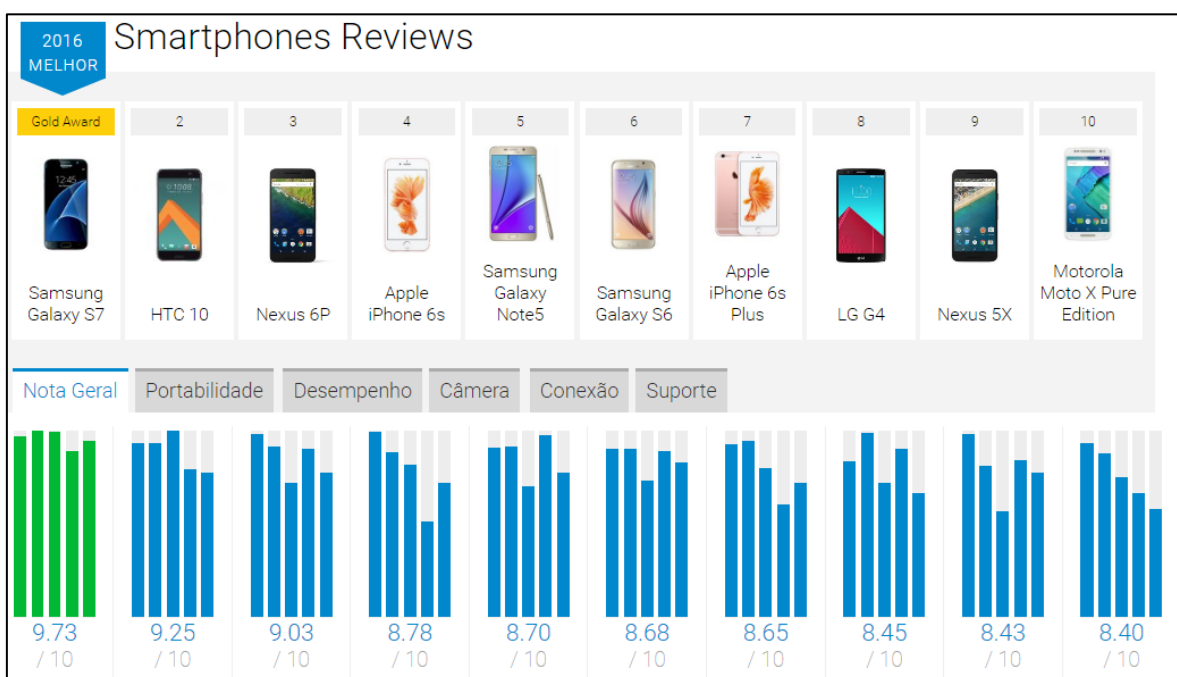 2016
MELHOR
Smartphones Reviews
Gold Award
2
3
4
5
6
7
8
9
10
Samsung
Galaxy S7
HTC 10
Nexus 6P
Apple
iPhone 6s
Samsung
Galaxy
Note5
Samsung
Galaxy S6
Apple
iPhone 6s
Plus
LG G4
Nexus 5X
Motorola
Moto X Pure
Edition
Nota Geral
Portabilidade
Desempenho
Câmera
Conexão
Suporte
9.73
/ 10
9.25
/ 10
9.03
/ 10
8.78
/ 10
8.70
/ 10
8.68
/ 10
8.65
/ 10
8.45
/ 10
8.43
/ 10
8.40
/ 10